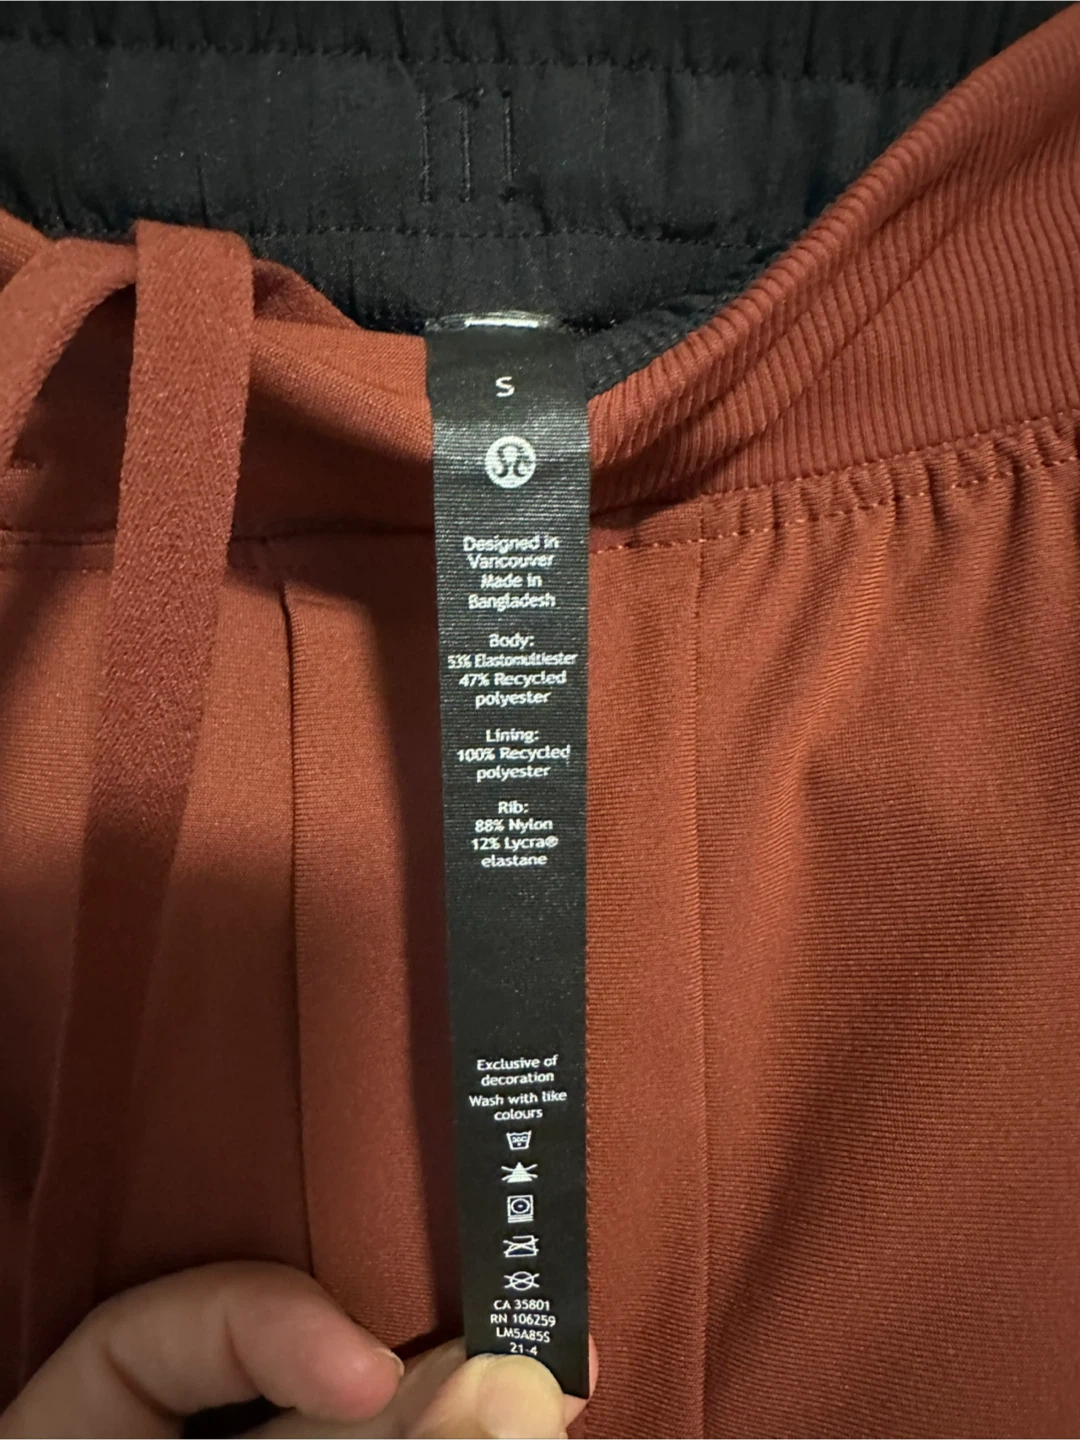 S
Designed in
Vancouver
Made in
Bangladesh
Body:
53% Elastomultiester
47% Recycled
polyester
Lining:
100% Recycled
polyester
Rib:
88% Nylon
12% Lycra®
elastane
Exclusive of
decoration
Wash with like
colours
30C
CA 35801
RN 106259
LM5A85S
21-4